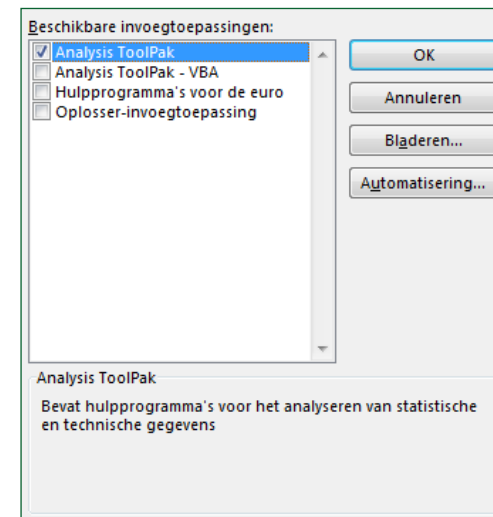 Beschikbare invoegtoepassingen:
Analysis ToolPak
Analysis ToolPak - VBA
Hulpprogramma's voor de euro
Oplosser-invoegtoepassing
OK
Annuleren
Bladeren...
Automatisering...
Analysis ToolPak
Bevat hulpprogramma's voor het analyseren van statistische
en technische gegevens